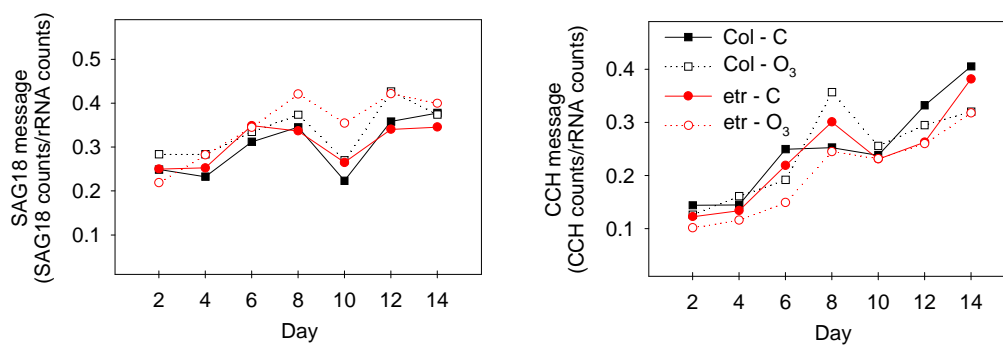 SAG18 message
(SAG18 counts/rRNA counts)
0.5
0.4
0.3
0.2
0.1
2 4 6 8 10 12 14
Day
CCH message
(CCH counts/rRNA counts)
0.4
0.3
0.2
0.1
Col - C
Col - O₃
etr - C
etr - O₃
2 4 6 8 10 12 14
Day